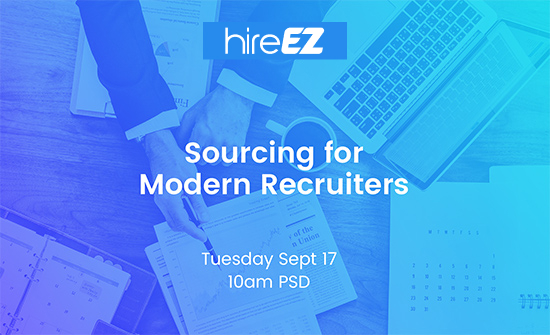 hireEZ
Sourcing for
Modern Recruiters
Tuesday Sept 17
10am PSD